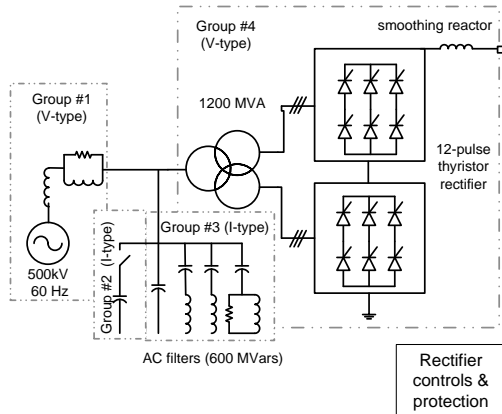 Group #4
(V-type)
smoothing reactor
Group #1
(V-type)
1200 MVA
12-pulse
thyristor
rectifier
Group #3 (I-type)
Group #2 (I-type)
500kV
60 Hz
AC filters (600 MVars)
Rectifier
controls &
protection